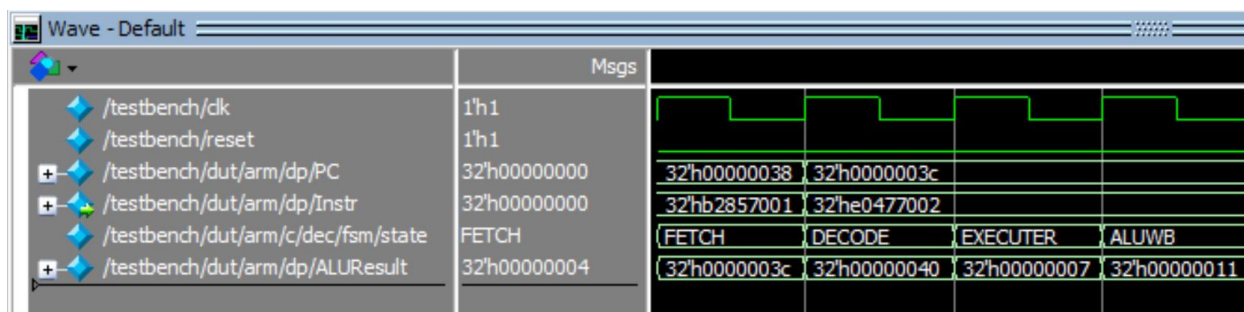 Wave - Default
Msgs
/testbench/clk 1'h1
/testbench/reset 1'h1
/testbench/dut/arm/dp/PC 32'h00000000 32'h00000038 32'h0000003c
/testbench/dut/arm/dp/Instr 32'h00000000 32'hb2857001 32'he0477002
/testbench/dut/arm/c/dec/fsm/state FETCH FETCH DECODE EXECUTER ALUWB
/testbench/dut/arm/dp/ALUResult 32'h00000004 32'h0000003c 32'h00000040 32'h00000007 32'h00000011